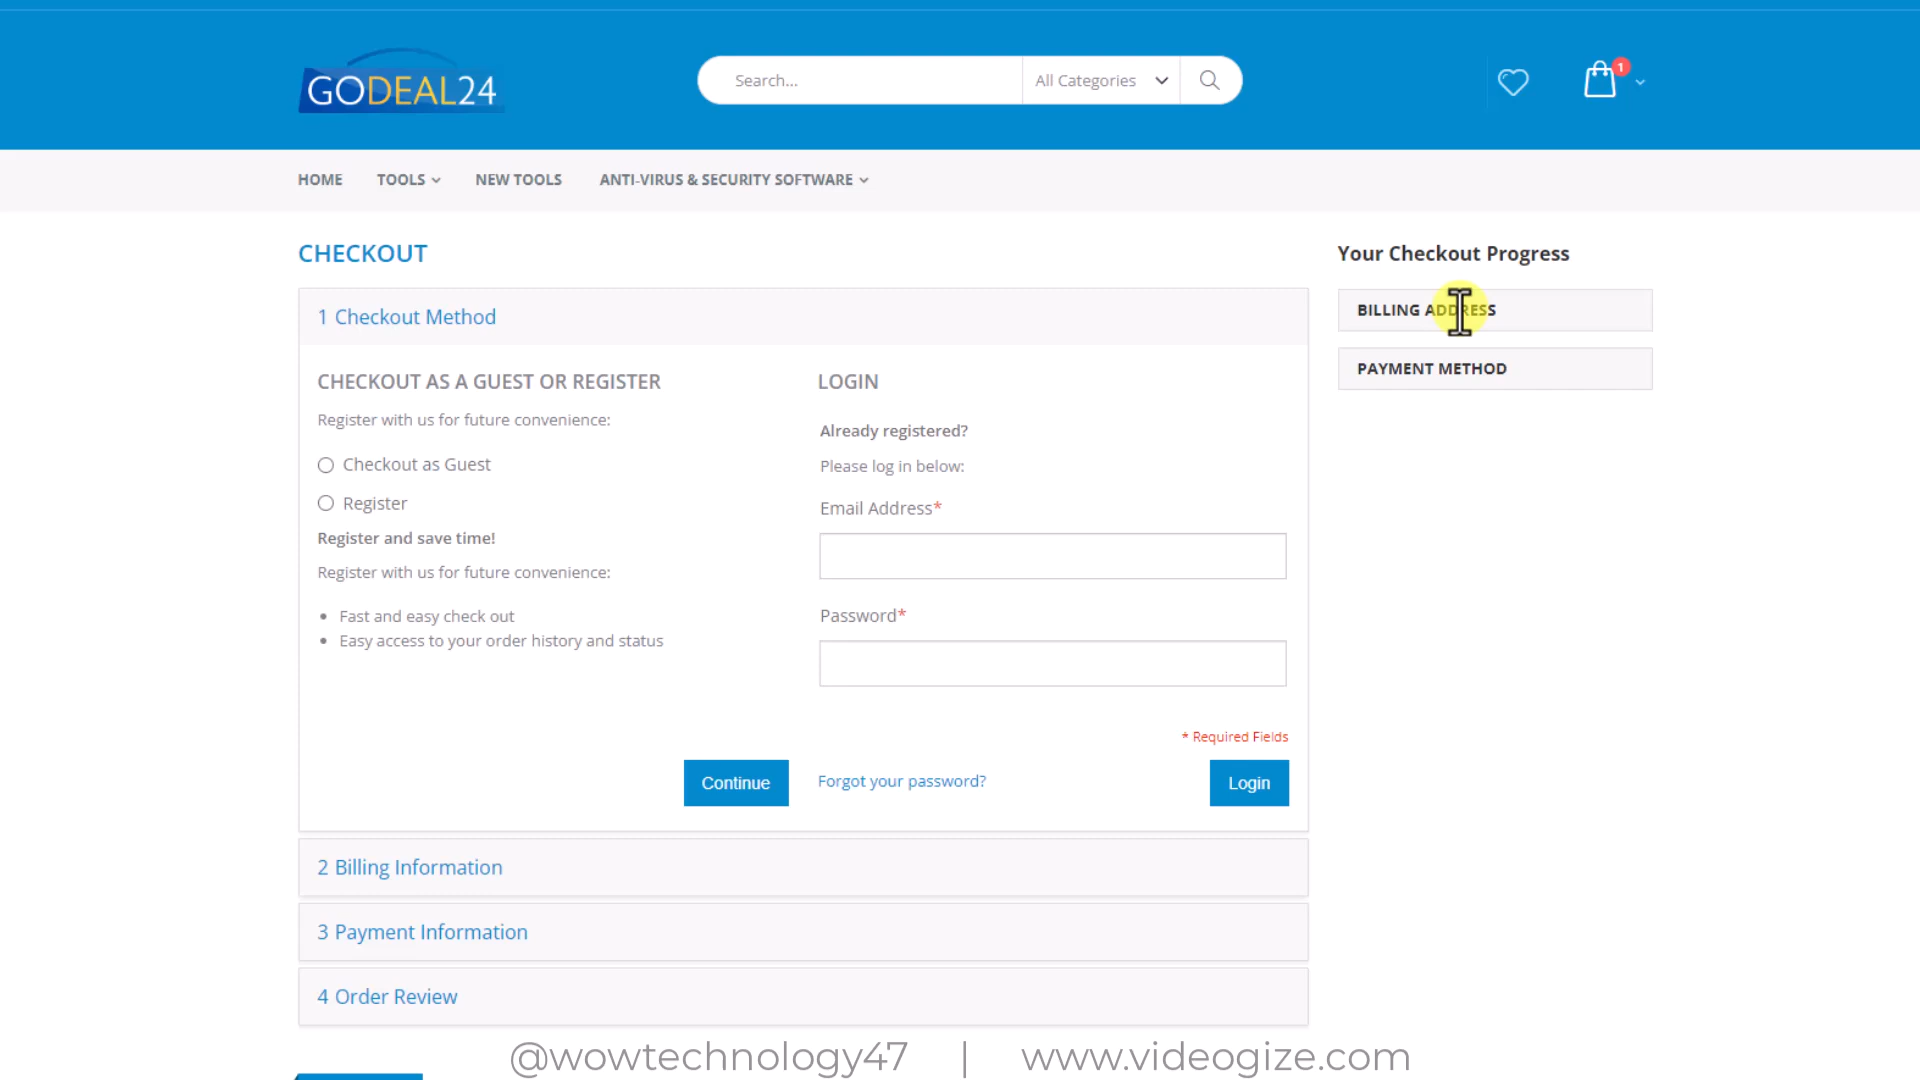 GODEAL24
Search...
All Categories
1
HOME
TOOLS
NEW TOOLS
ANTI-VIRUS & SECURITY SOFTWARE
CHECKOUT
1 Checkout Method
CHECKOUT AS A GUEST OR REGISTER
Register with us for future convenience:
Checkout as Guest
Register
Register and save time!
Register with us for future convenience:
Fast and easy check out
Easy access to your order history and status
Continue
LOGIN
Already registered?
Please log in below:
Email Address*
Password*
* Required Fields
Forgot your password?
Login
2 Billing Information
3 Payment Information
4 Order Review
Your Checkout Progress
BILLING ADDRESS
PAYMENT METHOD
@wowtechnology47 | www.videogize.com